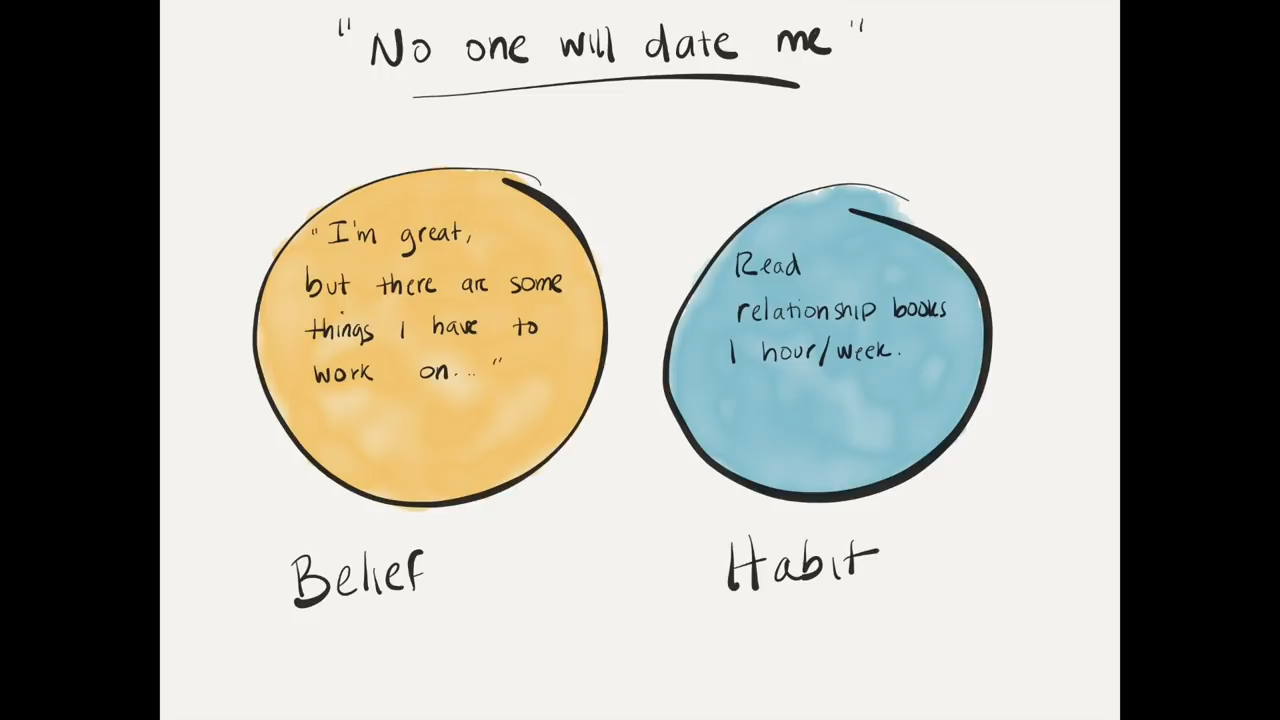 "No one will date me"
"I'm great,
but there are some
things I have to
work on..."
Read
relationship books
1 hour/week.
Belief
Habit